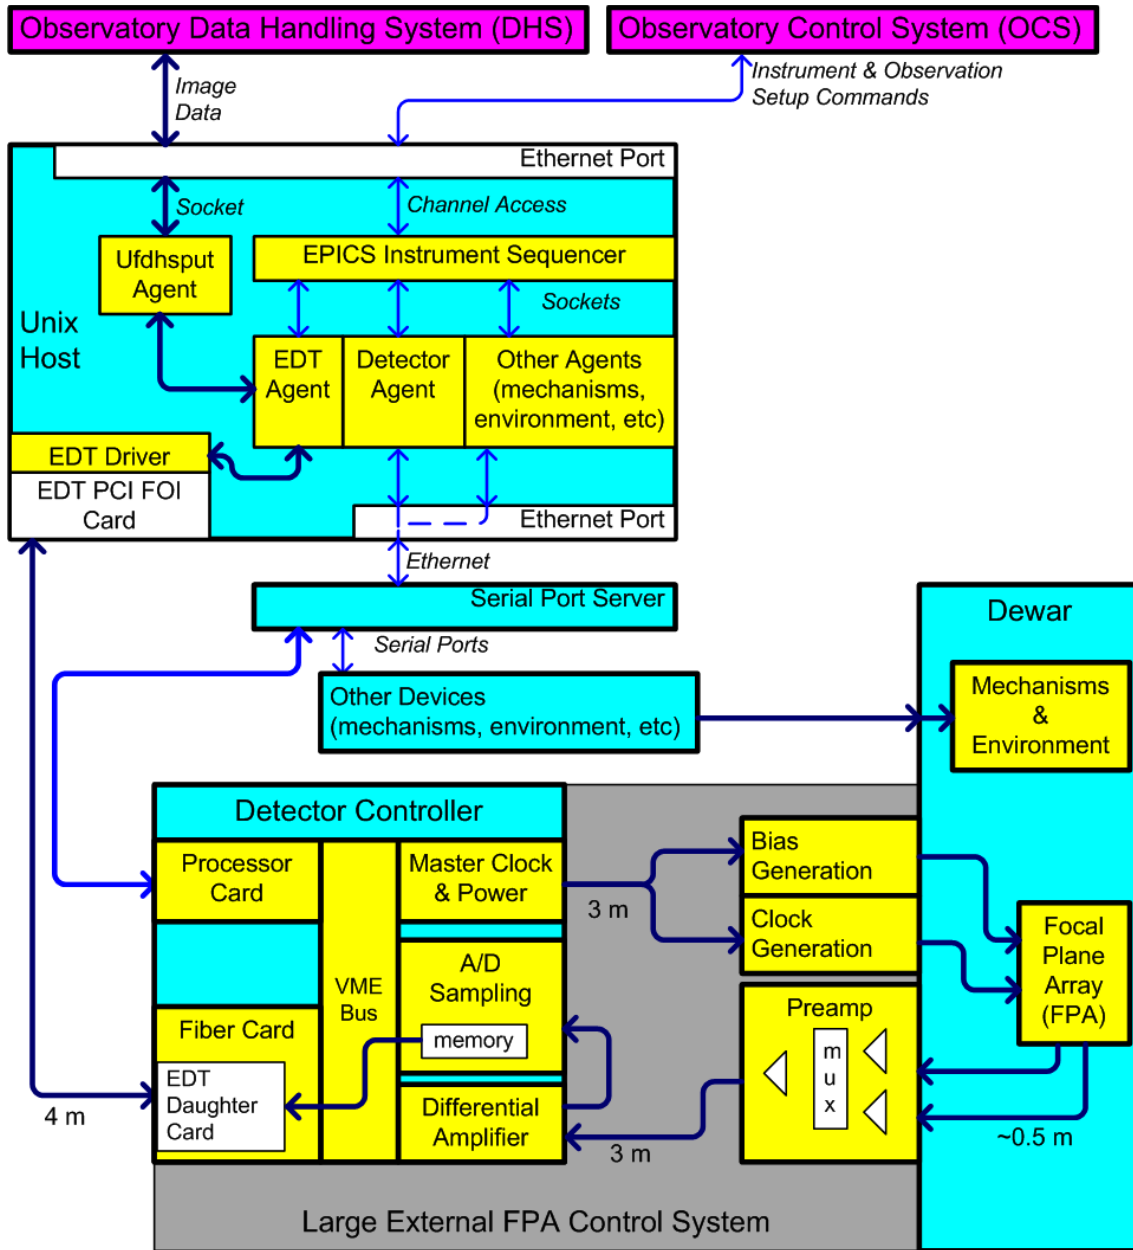 Observatory Data Handling System (DHS)
Observatory Control System (OCS)
Image
Data
Instrument & Observation
Setup Commands
Ethernet Port
Socket
Channel Access
Ufdhsput
Agent
EPICS Instrument Sequencer
Sockets
Unix
Host
EDT
Agent
Detector
Agent
Other Agents
(mechanisms,
environment, etc)
EDT Driver
EDT PCI FOI
Card
Ethernet Port
Ethernet
Serial Port Server
Serial Ports
Other Devices
(mechanisms, environment, etc)
Dewar
Mechanisms
&
Environment
Detector Controller
Processor
Card
Master Clock
& Power
3 m
Bias
Generation
Clock
Generation
Focal
Plane
Array
(FPA)
VME
Bus
A/D
Sampling
memory
Fiber Card
EDT
Daughter
Card
4 m
Differential
Amplifier
3 m
Preamp
m
u
x
~0.5 m
Large External FPA Control System